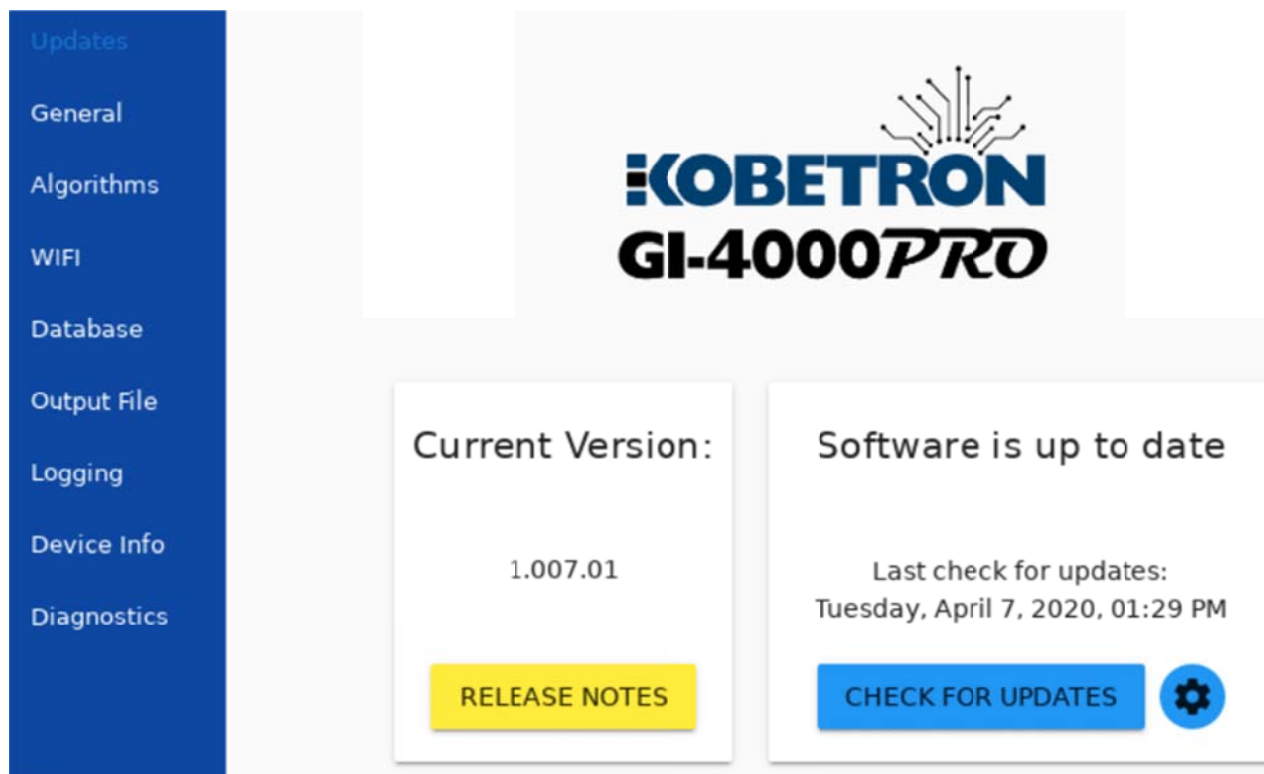 Updates
General
Algorithms
WIFI
Database
Output File
Logging
Device Info
Diagnostics
KOBETRON
GI-4000PRO
Current Version:
1.007.01
RELEASE NOTES
Software is up to date
Last check for updates:
Tuesday, April 7, 2020, 01:29 PM
CHECK FOR UPDATES